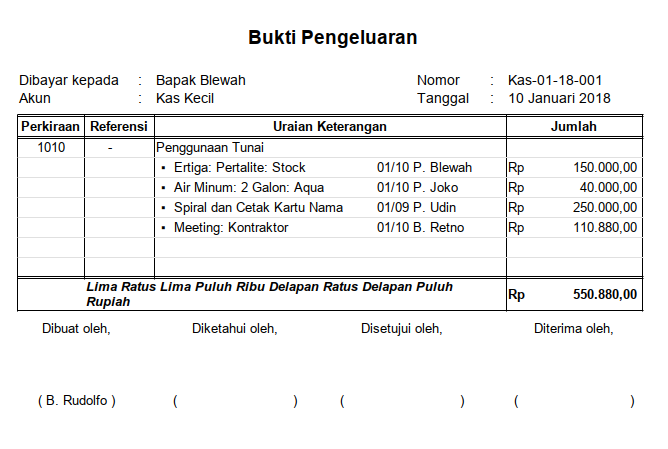 Bukti Pengeluaran
Dibayar kepada : Bapak Blewah Nomor : Kas-01-18-001
Akun : Kas Kecil Tanggal : 10 Januari 2018
Perkiraan Referensi Uraian Keterangan Jumlah
1010 - Penggunaan Tunai
▪ Ertiga: Pertalite: Stock 01/10 P. Blewah Rp 150.000,00
▪ Air Minum: 2 Galon: Aqua 01/10 P. Joko Rp 40.000,00
▪ Spiral dan Cetak Kartu Nama 01/09 P. Udin Rp 250.000,00
▪ Meeting: Kontraktor 01/10 B. Retno Rp 110.880,00
Lima Ratus Lima Puluh Ribu Delapan Ratus Delapan Puluh
Rupiah Rp 550.880,00
Dibuat oleh, Diketahui oleh, Disetujui oleh, Diterima oleh,
( B. Rudolfo ) ( ) ( ) ( )